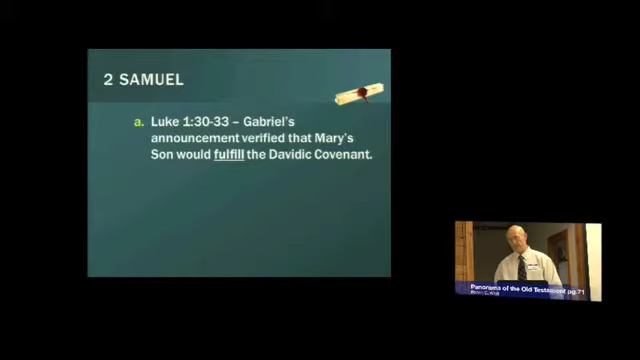 2 SAMUEL
a. Luke 1:30-33 – Gabriel's
announcement verified that Mary's
Son would fulfill the Davidic Covenant.
Panorama of the Old Testament pg.71